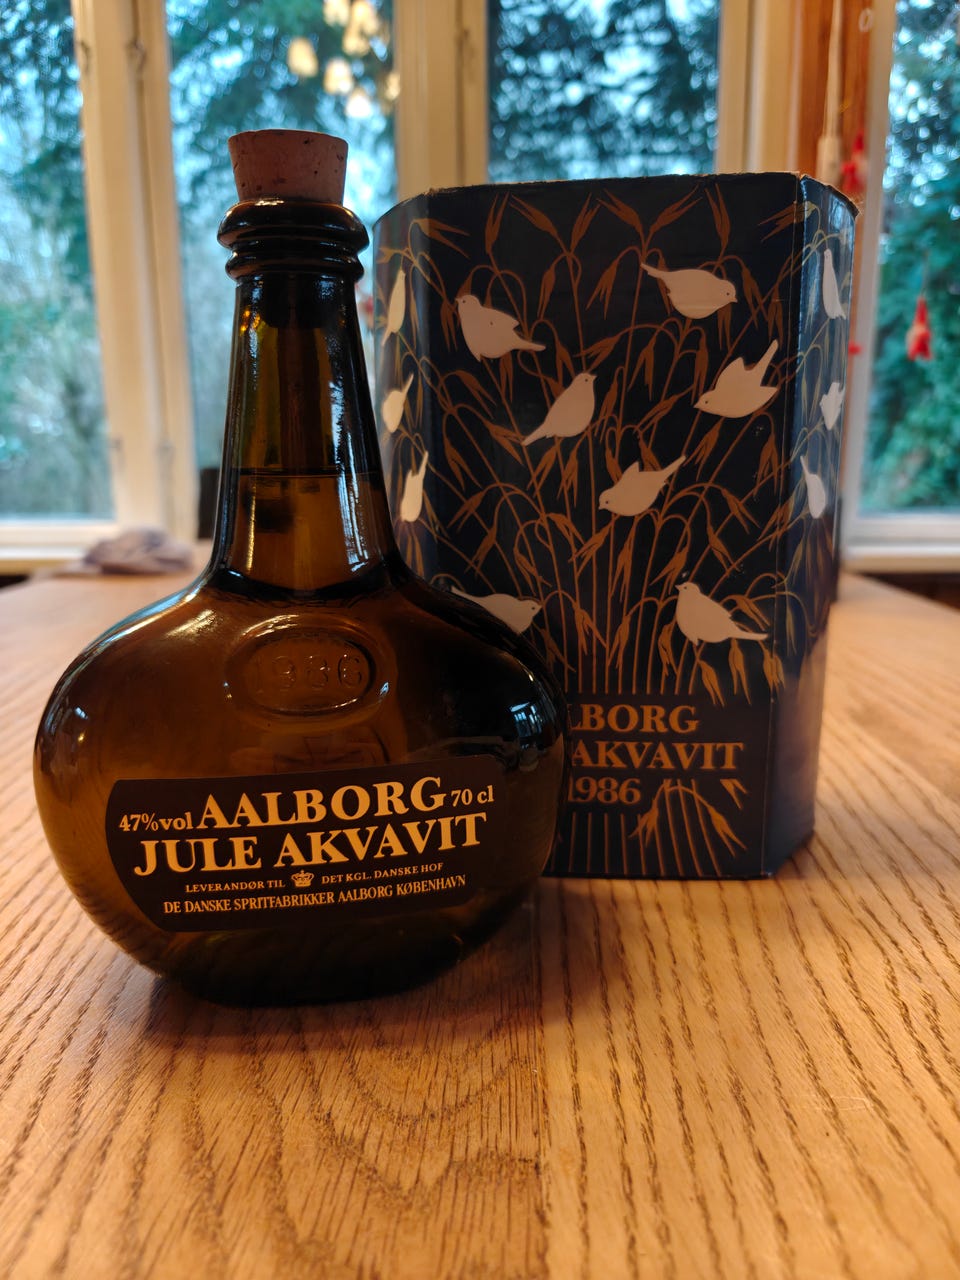 1986
47%vol AALBORG 70 cl
JULE AKVAVIT
LEVERANDØR TIL DET KGL. DANSKE HOF
DE DANSKE SPRITFABRIKKER AALBORG KØBENHAVN
LBORG
AKVAVIT
1986